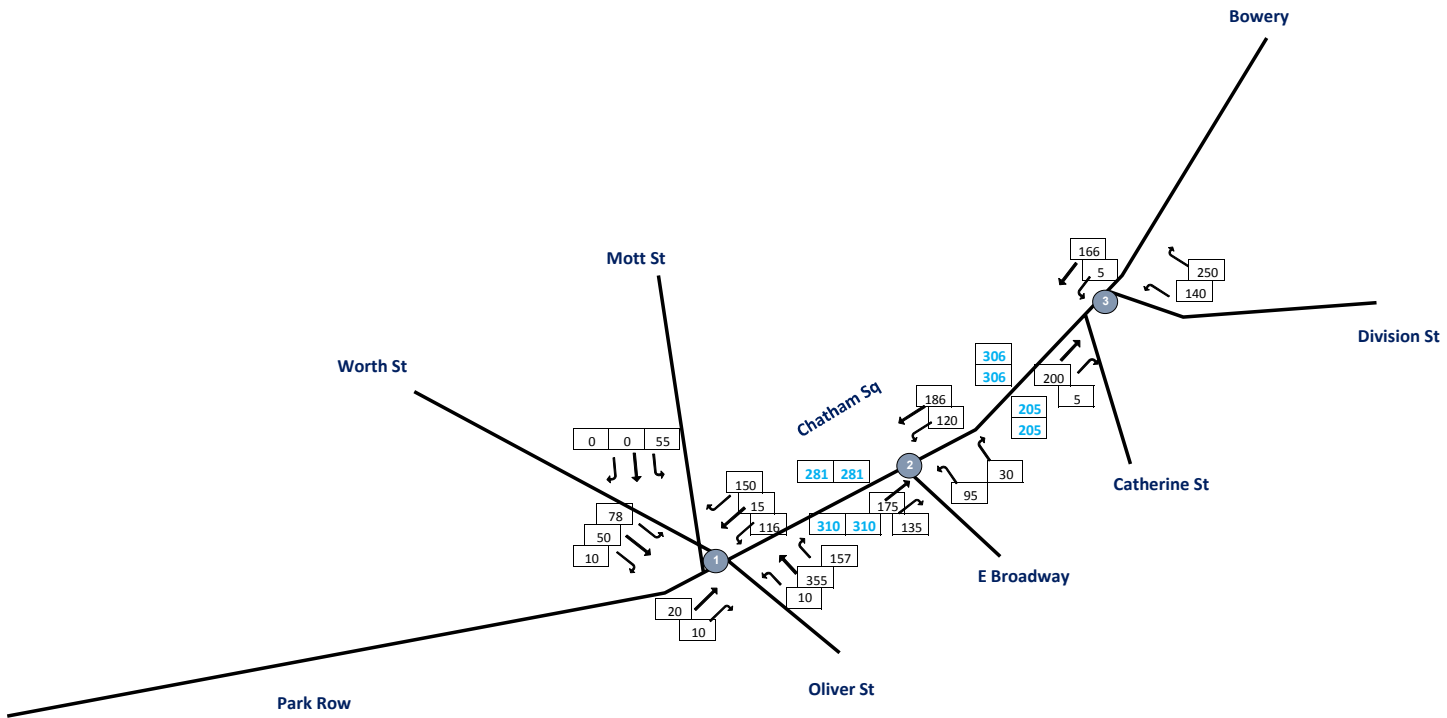 Bowery
166
5
250
140
3
Mott St
Division St
Worth St
306
306
200
5
Chatham Sq
186
120
205
205
0 0 55
2
281 281
30
95
Catherine St
150
15
116
175
310 310 135
78
50
10
1
157
355
10
E Broadway
20
10
Oliver St
Park Row